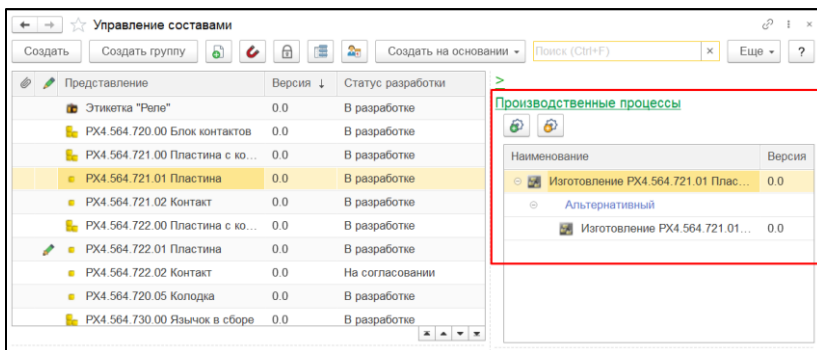 Управление составами
Создать Создать группу Создать на основании Поиск (Ctrl+F) × Еще ?
Представление Версия ↓ Статус разработки
Этикетка "Реле" 0.0 В разработке
РХ4.564.720.00 Блок контактов 0.0 В разработке
РХ4.564.721.00 Пластина с ко... 0.0 В разработке
РХ4.564.721.01 Пластина 0.0 В разработке
РХ4.564.721.02 Контакт 0.0 В разработке
РХ4.564.722.00 Пластина с ко... 0.0 В разработке
РХ4.564.722.01 Пластина 0.0 В разработке
РХ4.564.722.02 Контакт 0.0 На согласовании
РХ4.564.720.05 Колодка 0.0 В разработке
РХ4.564.730.00 Язычок в сборе 0.0 В разработке
>
Производственные процессы
Наименование Версия
Изготовление РХ4.564.721.01 Плас... 0.0
Альтернативный
Изготовление РХ4.564.721.01... 0.0